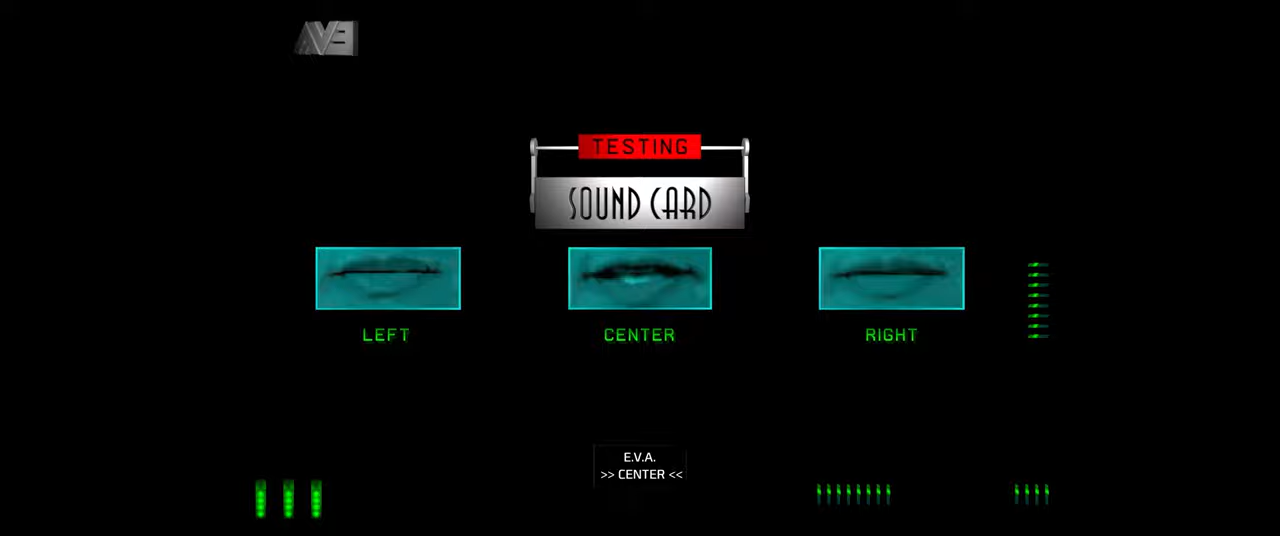 AVE
TESTING
SOUND CARD
LEFT
CENTER
RIGHT
E.V.A.
>> CENTER <<